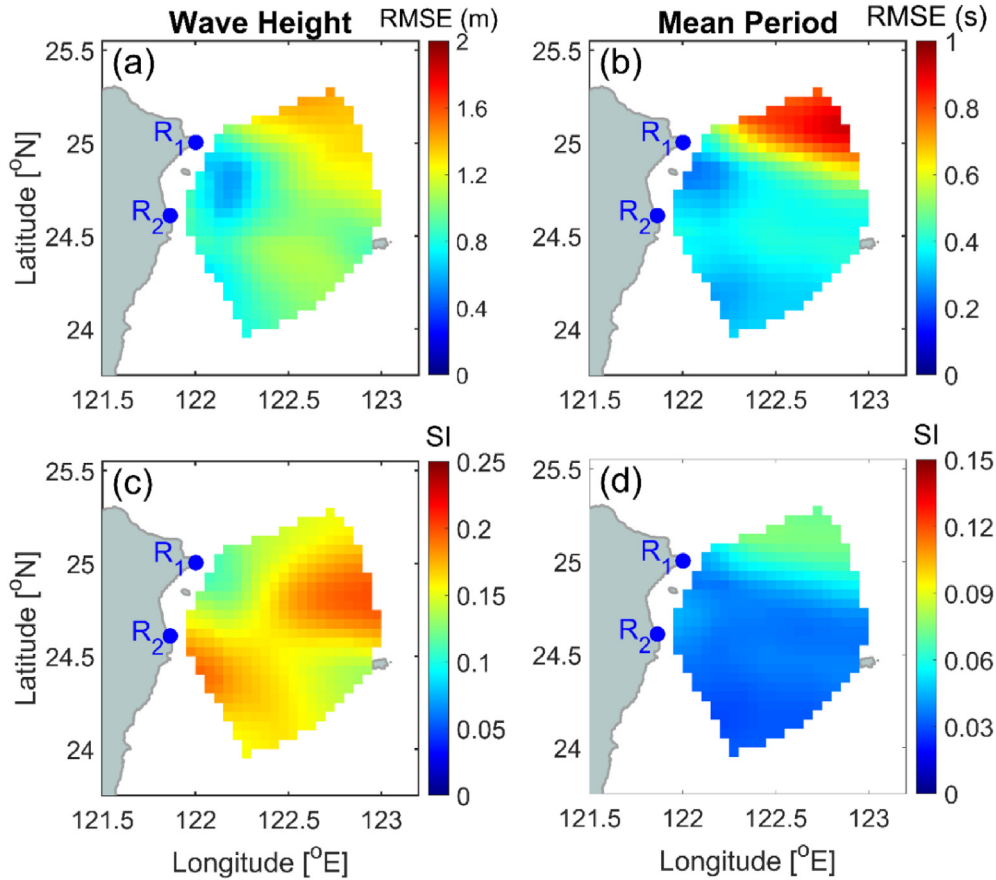 Wave Height
RMSE (m)
Mean Period
RMSE (s)
(a)
25.5
25
24.5
24
Latitude [°N]
R1
R2
121.5 122 122.5 123
2
1.6
1.2
0.8
0.4
0
(b)
25.5
25
24.5
24
R1
R2
121.5 122 122.5 123
1
0.8
0.6
0.4
0.2
0
(c)
SI
25.5
25
24.5
24
Latitude [°N]
R1
R2
121.5 122 122.5 123
Longitude [°E]
0.25
0.2
0.15
0.1
0.05
0
(d)
SI
25.5
25
24.5
24
R1
R2
121.5 122 122.5 123
Longitude [°E]
0.15
0.12
0.09
0.06
0.03
0